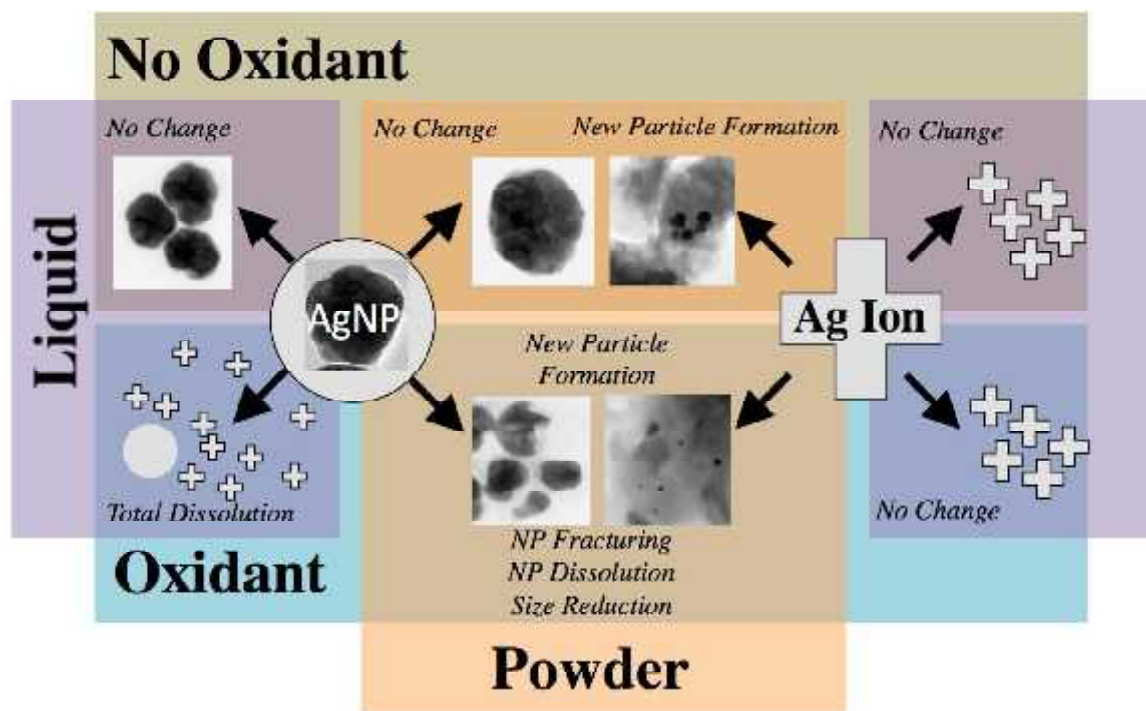 No Oxidant
No Change
No Change
New Particle Formation
No Change
Liquid
AgNP
Ag Ion
New Particle
Formation
Total Dissolution
No Change
Oxidant
NP Fracturing
NP Dissolution
Size Reduction
Powder